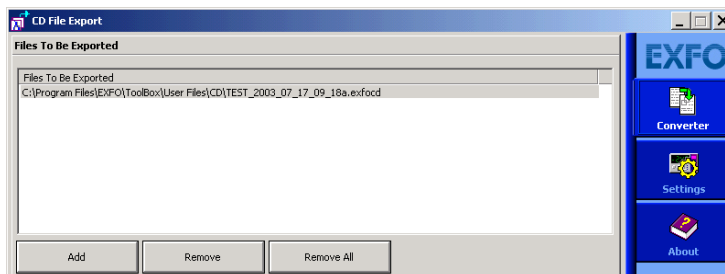 CD File Export
Files To Be Exported
EXFO
Files To Be Exported
C:\Program Files\EXFO\ToolBox\User Files\CD\TEST_2003_07_17_09_18a.exfocd
Converter
Settings
Add Remove Remove All
About